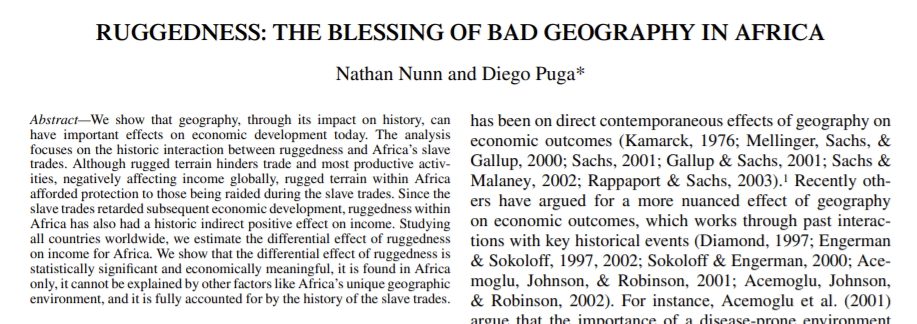 RUGGEDNESS: THE BLESSING OF BAD GEOGRAPHY IN AFRICA
Nathan Nunn and Diego Puga*
Abstract—We show that geography, through its impact on history, can
have important effects on economic development today. The analysis
focuses on the historic interaction between ruggedness and Africa's slave
trades. Although rugged terrain hinders trade and most productive activ-
ities, negatively affecting income globally, rugged terrain within Africa
afforded protection to those being raided during the slave trades. Since the
slave trades retarded subsequent economic development, ruggedness within
Africa has also had a historic indirect positive effect on income. Studying
all countries worldwide, we estimate the differential effect of ruggedness
on income for Africa. We show that the differential effect of ruggedness is
statistically significant and economically meaningful, it is found in Africa
only, it cannot be explained by other factors like Africa's unique geographic
environment, and it is fully accounted for by the history of the slave trades.
has been on direct contemporaneous effects of geography on
economic outcomes (Kamarck, 1976; Mellinger, Sachs, &
Gallup, 2000; Sachs, 2001; Gallup & Sachs, 2001; Sachs &
Malaney, 2002; Rappaport & Sachs, 2003).¹ Recently oth-
ers have argued for a more nuanced effect of geography
on economic outcomes, which works through past interac-
tions with key historical events (Diamond, 1997; Engerman
& Sokoloff, 1997, 2002; Sokoloff & Engerman, 2000; Ace-
moglu, Johnson, & Robinson, 2001; Acemoglu, Johnson,
& Robinson, 2002). For instance, Acemoglu et al. (2001)
argue that the importance of a disease-prone environment